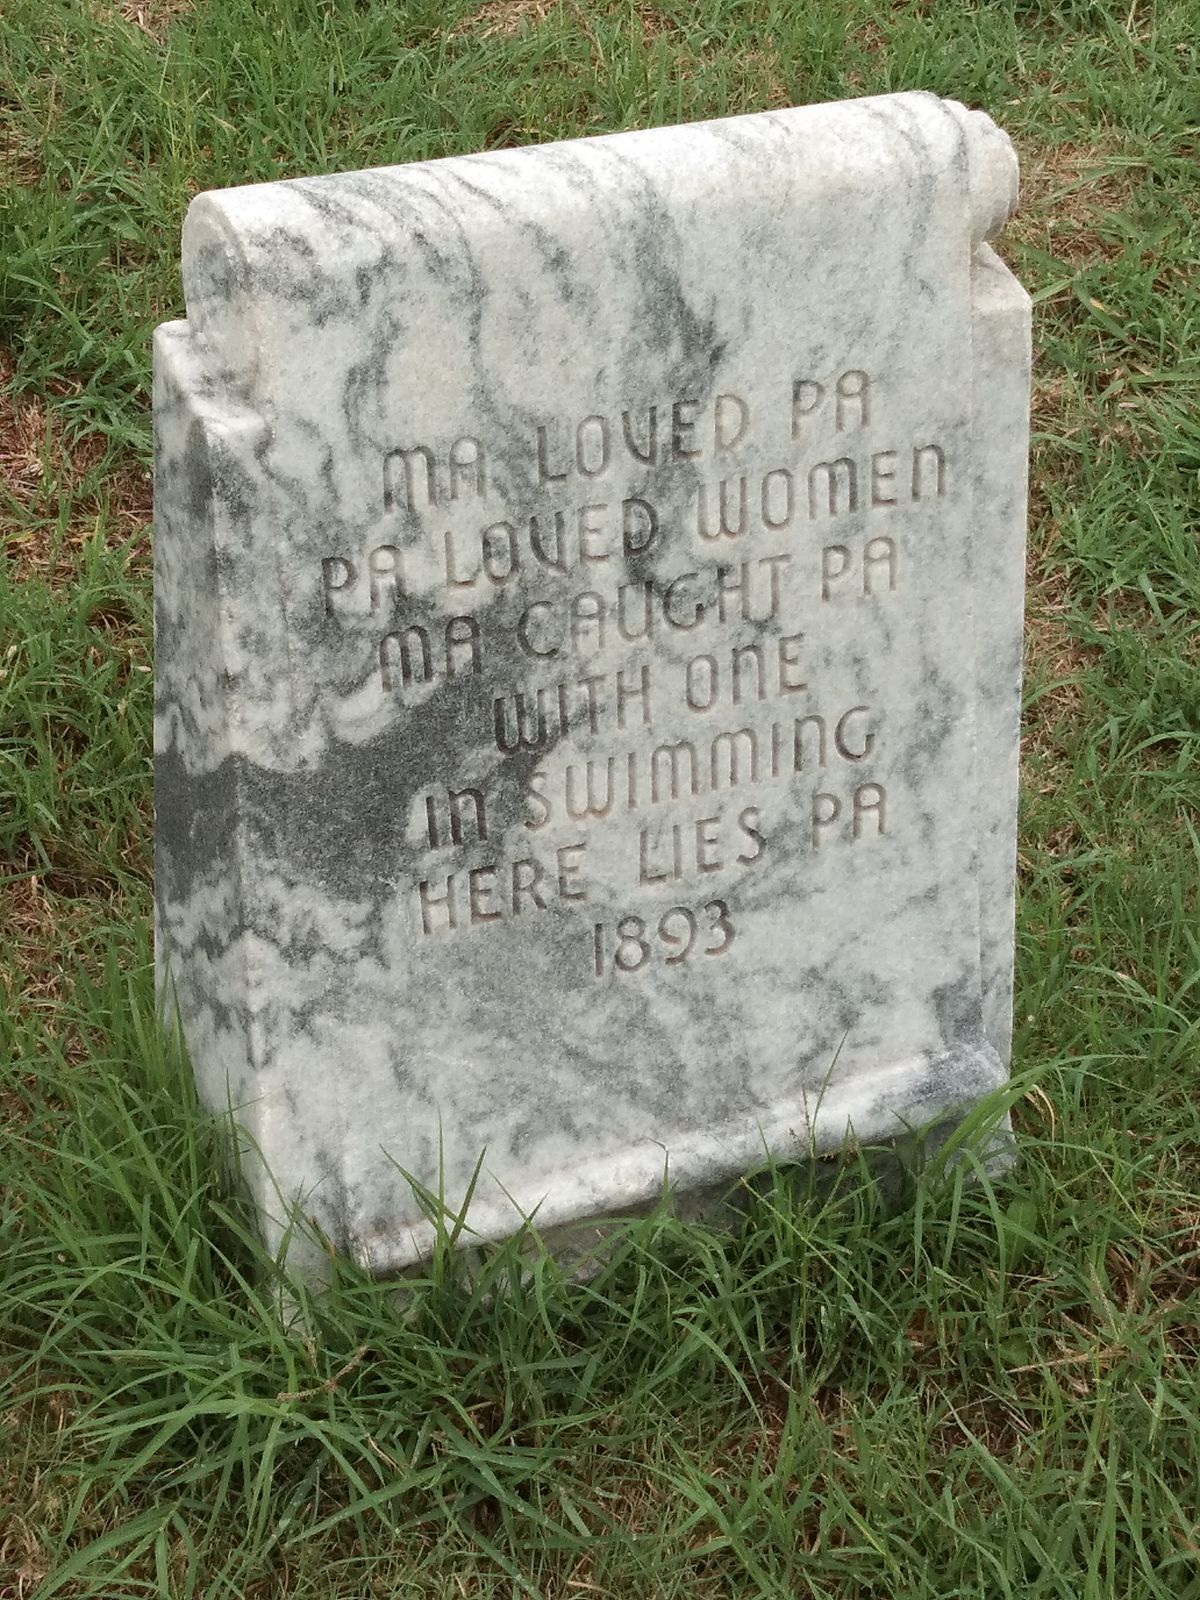 MA LOVED PA
PA LOVED WOMEN
MA CAUGHT PA
WITH ONE
IN SWIMMING
HERE LIES PA
1893